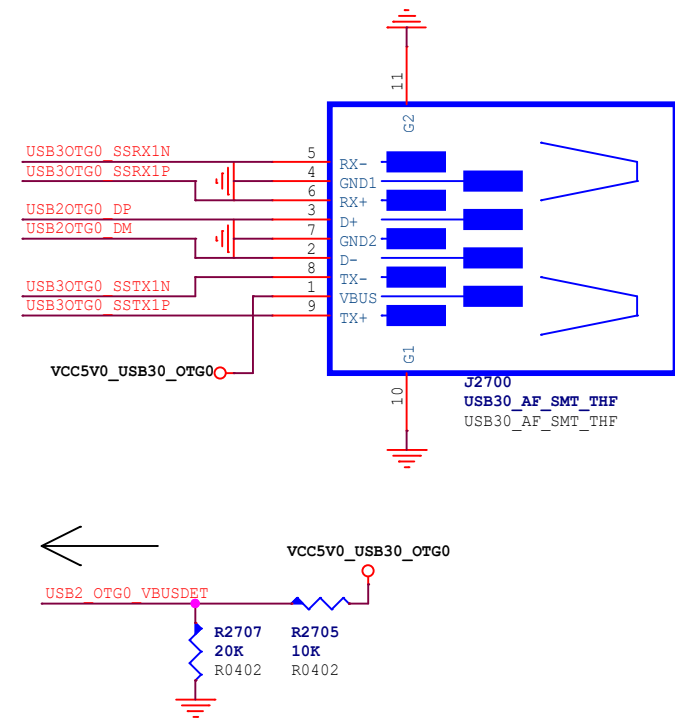 11
G2
USB3OTG0_SSRX1N 5 RX-
USB3OTG0_SSRX1P 4 GND1
6 RX+
USB2OTG0_DP 3 D+
USB2OTG0_DM 7 GND2
2 D-
8 TX-
USB3OTG0_SSTX1N 1 VBUS
USB3OTG0_SSTX1P 9 TX+
G1
VCC5V0_USB30_OTG0
10
J2700
USB30_AF_SMT_THF
USB30_AF_SMT_THF
VCC5V0_USB30_OTG0
USB2_OTG0_VBUSDET
R2707 R2705
20K 10K
R0402 R0402